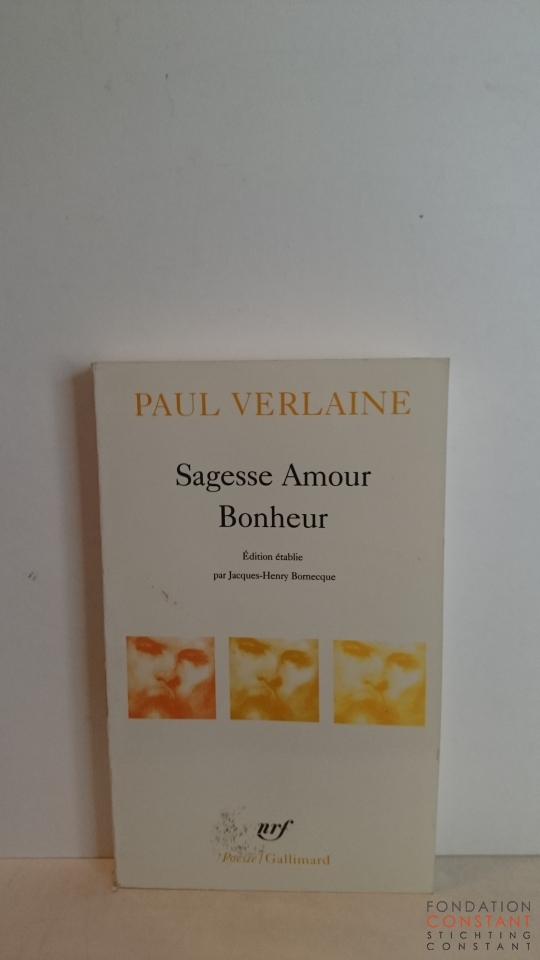 PAUL VERLAINE
Sagesse Amour
Bonheur
Édition établie
par Jacques-Henry Bornecque
nrf
Poésie / Gallimard
FONDATION
CONSTANT
STICHTING
CONSTANT